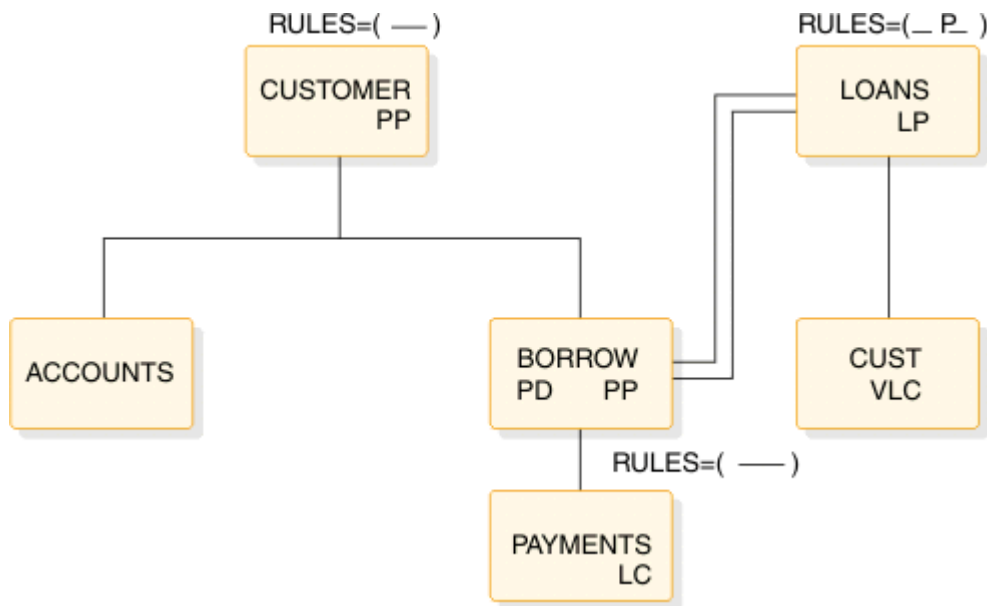 RULES=( — )
RULES=(_ P_ )
CUSTOMER
PP
LOANS
LP
ACCOUNTS
BORROW
PD PP
CUST
VLC
RULES=( — )
PAYMENTS
LC